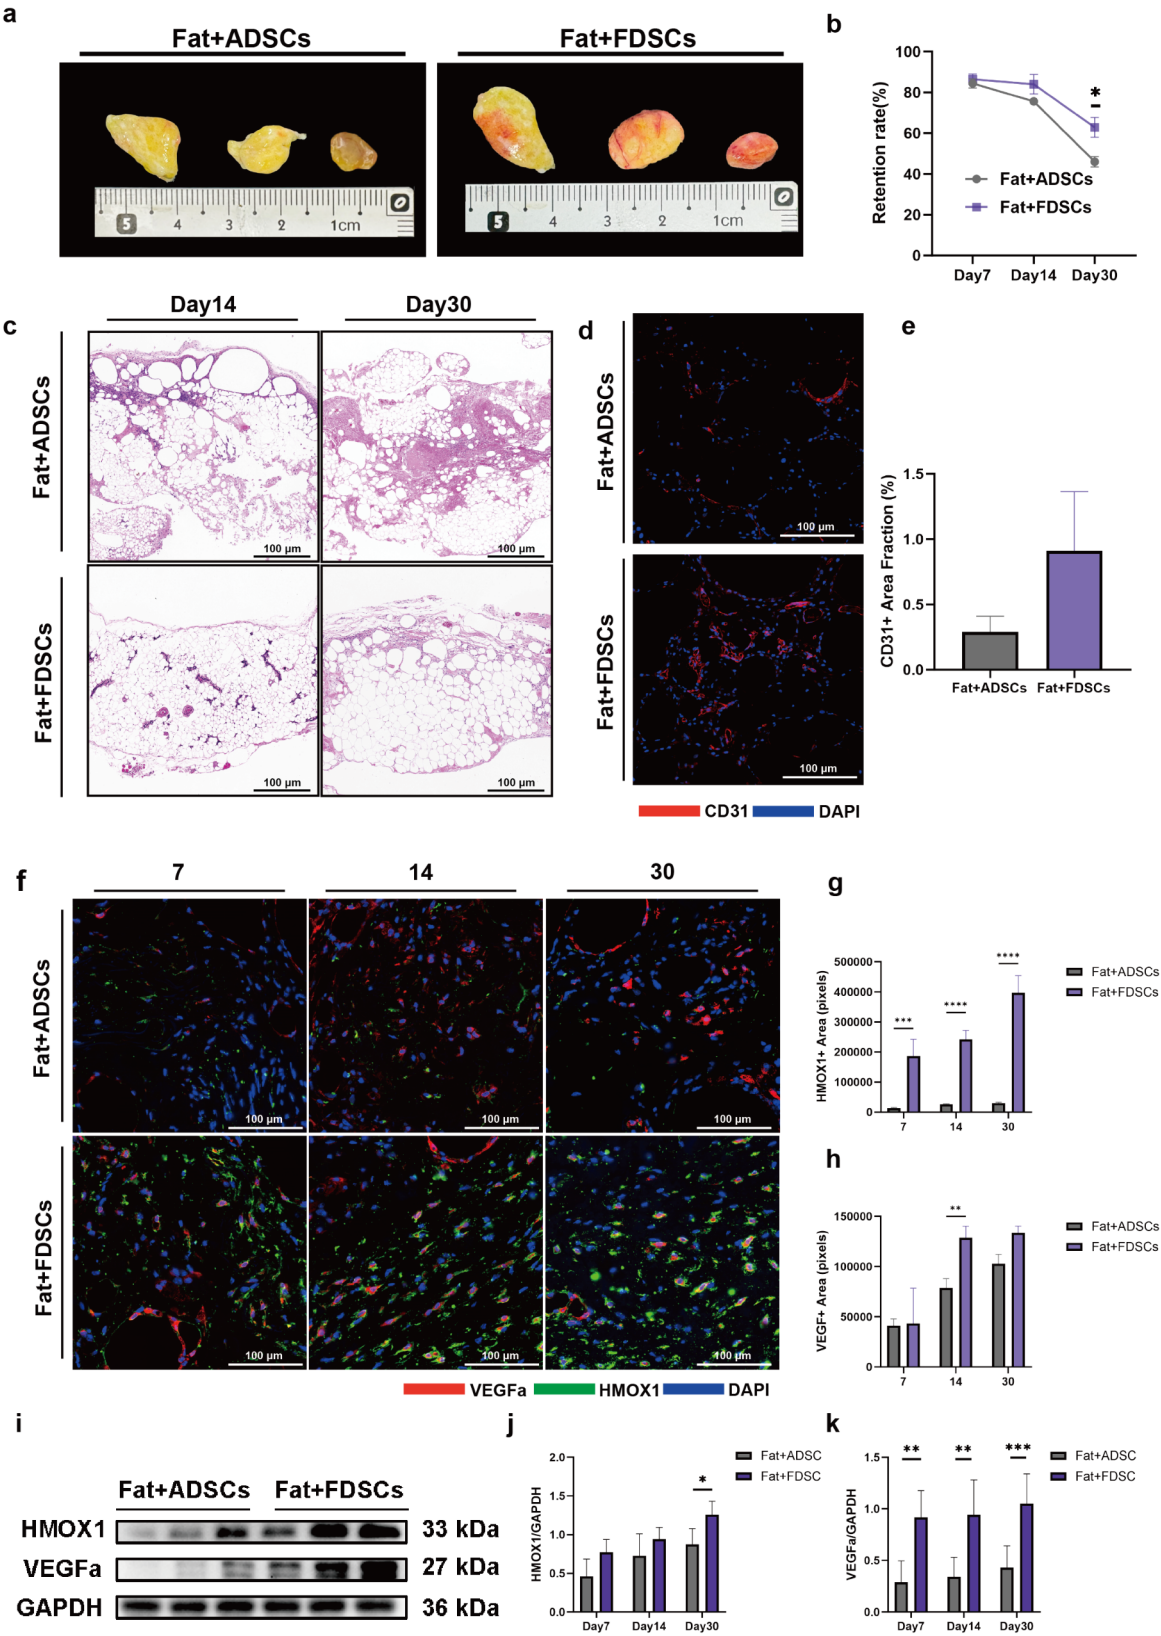 a
Fat+ADSCs
Fat+FDSCs
5 4 3 2 1cm 0
5 4 3 2 1cm 0
b
Retention rate(%)
100
80
60
40
20
0
*
Fat+ADSCs
Fat+FDSCs
Day7 Day14 Day30
c
Day14
Day30
Fat+ADSCs
100 µm
100 µm
Fat+FDSCs
100 µm
100 µm
d
Fat+ADSCs
100 µm
Fat+FDSCs
100 µm
CD31
DAPI
e
CD31+ Area Fraction (%)
1.5
1.0
0.5
0.0
Fat+ADSCs Fat+FDSCs
f
7
14
30
Fat+ADSCs
100 µm
100 µm
100 µm
Fat+FDSCs
100 µm
100 µm
100 µm
VEGFa
HMOX1
DAPI
g
HMOX1+ Area (pixels)
500000
400000
300000
200000
100000
0
***
****
****
7 14 30
Fat+ADSCs
Fat+FDSCs
h
VEGF+ Area (pixels)
150000
100000
50000
0
**
7 14 30
Fat+ADSCs
Fat+FDSCs
i
Fat+ADSCs Fat+FDSCs
HMOX1 33 kDa
VEGFa 27 kDa
GAPDH 36 kDa
j
HMOX1/GAPDH
2.0
1.5
1.0
0.5
0.0
*
Day7 Day14 Day30
Fat+ADSC
Fat+FDSC
k
VEGFa/GAPDH
1.5
1.0
0.5
0.0
**
**
***
Day7 Day14 Day30
Fat+ADSC
Fat+FDSC